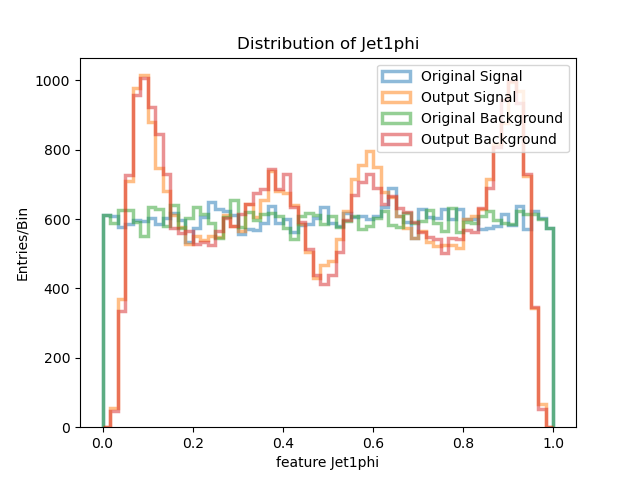 Distribution of Jet1phi
Original Signal
Output Signal
Original Background
Output Background
1000
800
600
400
200
0
Entries/Bin
0.0 0.2 0.4 0.6 0.8 1.0
feature Jet1phi